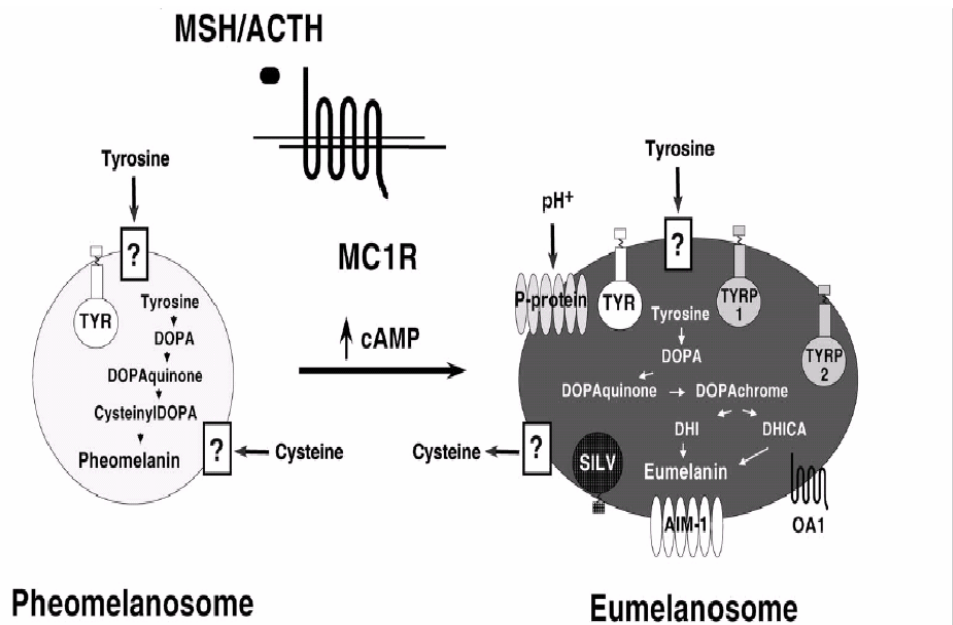 MSH/ACTH
Tyrosine
?
TYR
Tyrosine
DOPA
DOPAquinone
CysteinylDOPA
Pheomelanin
?
Cysteine
Pheomelanosome
MC1R
cAMP
Tyrosine
pH+
?
P-protein
TYR
TYRP
1
TYRP
2
Tyrosine
DOPA
DOPAquinone
DOPAchrome
DHI
DHICA
Eumelanin
Cysteine
?
SILV
AIM-1
OA1
Eumelanosome